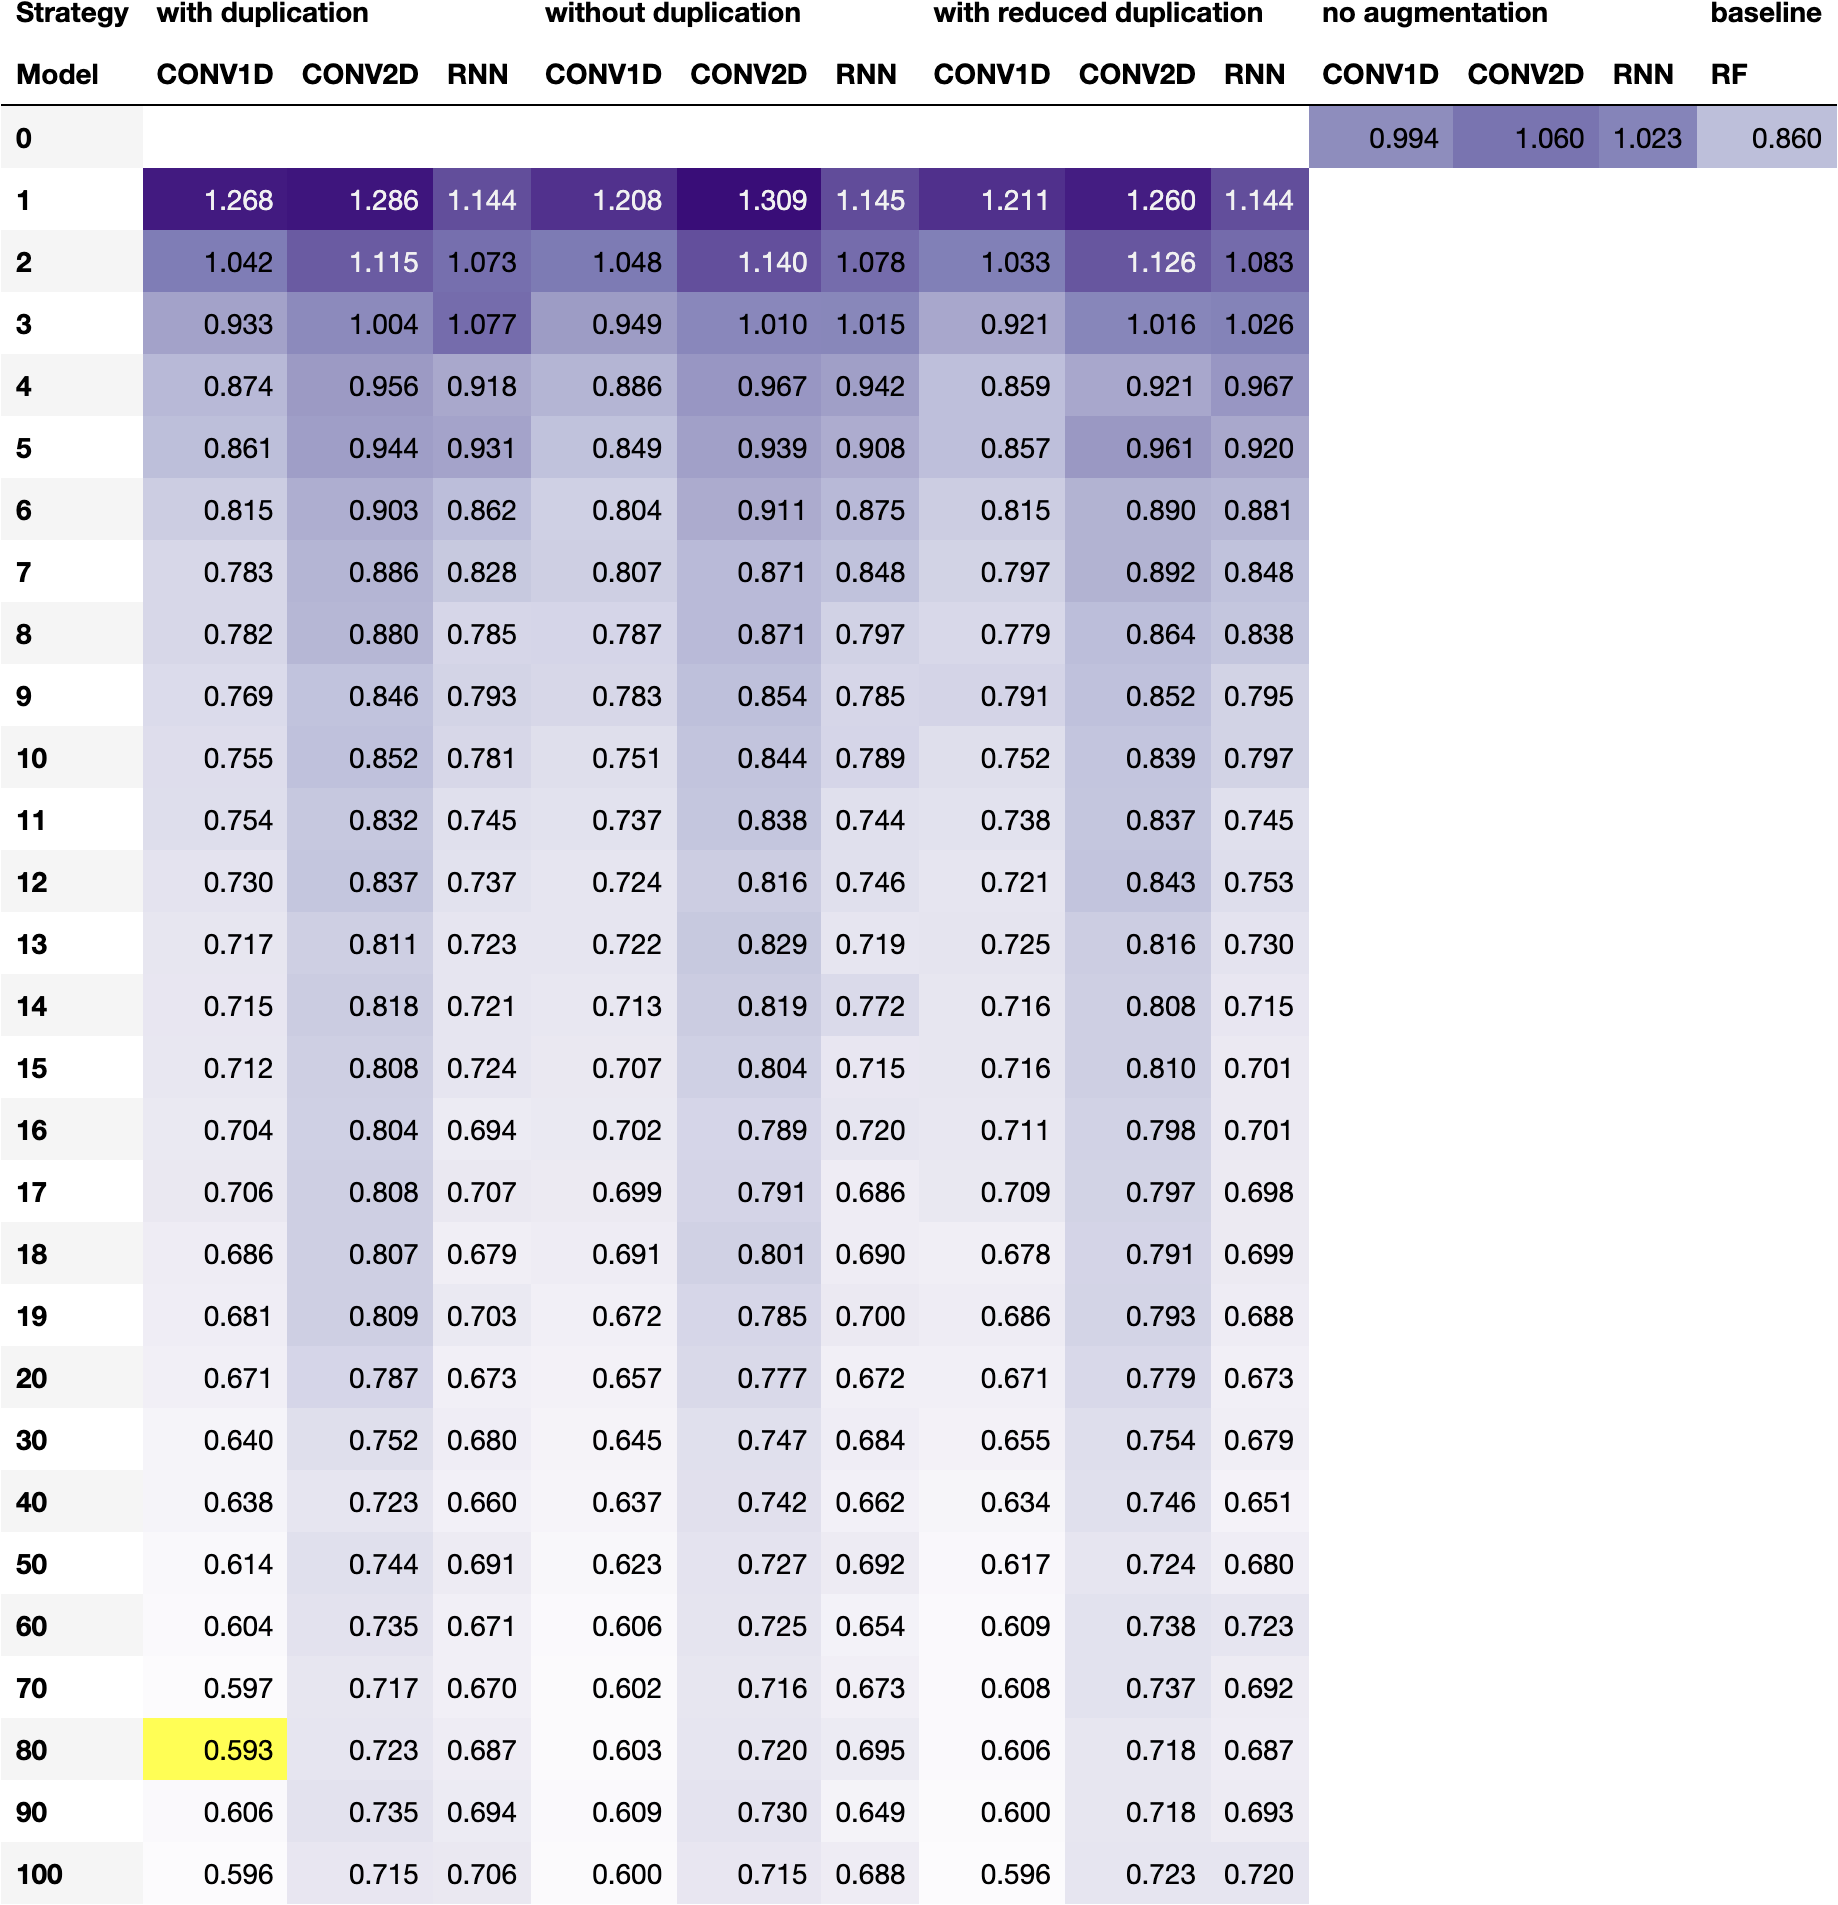 Strategy with duplication without duplication with reduced duplication no augmentation baseline
Model CONV1D CONV2D RNN CONV1D CONV2D RNN CONV1D CONV2D RNN CONV1D CONV2D RNN RF
0 0.994 1.060 1.023 0.860
1 1.268 1.286 1.144 1.208 1.309 1.145 1.211 1.260 1.144
2 1.042 1.115 1.073 1.048 1.140 1.078 1.033 1.126 1.083
3 0.933 1.004 1.077 0.949 1.010 1.015 0.921 1.016 1.026
4 0.874 0.956 0.918 0.886 0.967 0.942 0.859 0.921 0.967
5 0.861 0.944 0.931 0.849 0.939 0.908 0.857 0.961 0.920
6 0.815 0.903 0.862 0.804 0.911 0.875 0.815 0.890 0.881
7 0.783 0.886 0.828 0.807 0.871 0.848 0.797 0.892 0.848
8 0.782 0.880 0.785 0.787 0.871 0.797 0.779 0.864 0.838
9 0.769 0.846 0.793 0.783 0.854 0.785 0.791 0.852 0.795
10 0.755 0.852 0.781 0.751 0.844 0.789 0.752 0.839 0.797
11 0.754 0.832 0.745 0.737 0.838 0.744 0.738 0.837 0.745
12 0.730 0.837 0.737 0.724 0.816 0.746 0.721 0.843 0.753
13 0.717 0.811 0.723 0.722 0.829 0.719 0.725 0.816 0.730
14 0.715 0.818 0.721 0.713 0.819 0.772 0.716 0.808 0.715
15 0.712 0.808 0.724 0.707 0.804 0.715 0.716 0.810 0.701
16 0.704 0.804 0.694 0.702 0.789 0.720 0.711 0.798 0.701
17 0.706 0.808 0.707 0.699 0.791 0.686 0.709 0.797 0.698
18 0.686 0.807 0.679 0.691 0.801 0.690 0.678 0.791 0.699
19 0.681 0.809 0.703 0.672 0.785 0.700 0.686 0.793 0.688
20 0.671 0.787 0.673 0.657 0.777 0.672 0.671 0.779 0.673
30 0.640 0.752 0.680 0.645 0.747 0.684 0.655 0.754 0.679
40 0.638 0.723 0.660 0.637 0.742 0.662 0.634 0.746 0.651
50 0.614 0.744 0.691 0.623 0.727 0.692 0.617 0.724 0.680
60 0.604 0.735 0.671 0.606 0.725 0.654 0.609 0.738 0.723
70 0.597 0.717 0.670 0.602 0.716 0.673 0.608 0.737 0.692
80 0.593 0.723 0.687 0.603 0.720 0.695 0.606 0.718 0.687
90 0.606 0.735 0.694 0.609 0.730 0.649 0.600 0.718 0.693
100 0.596 0.715 0.706 0.600 0.715 0.688 0.596 0.723 0.720